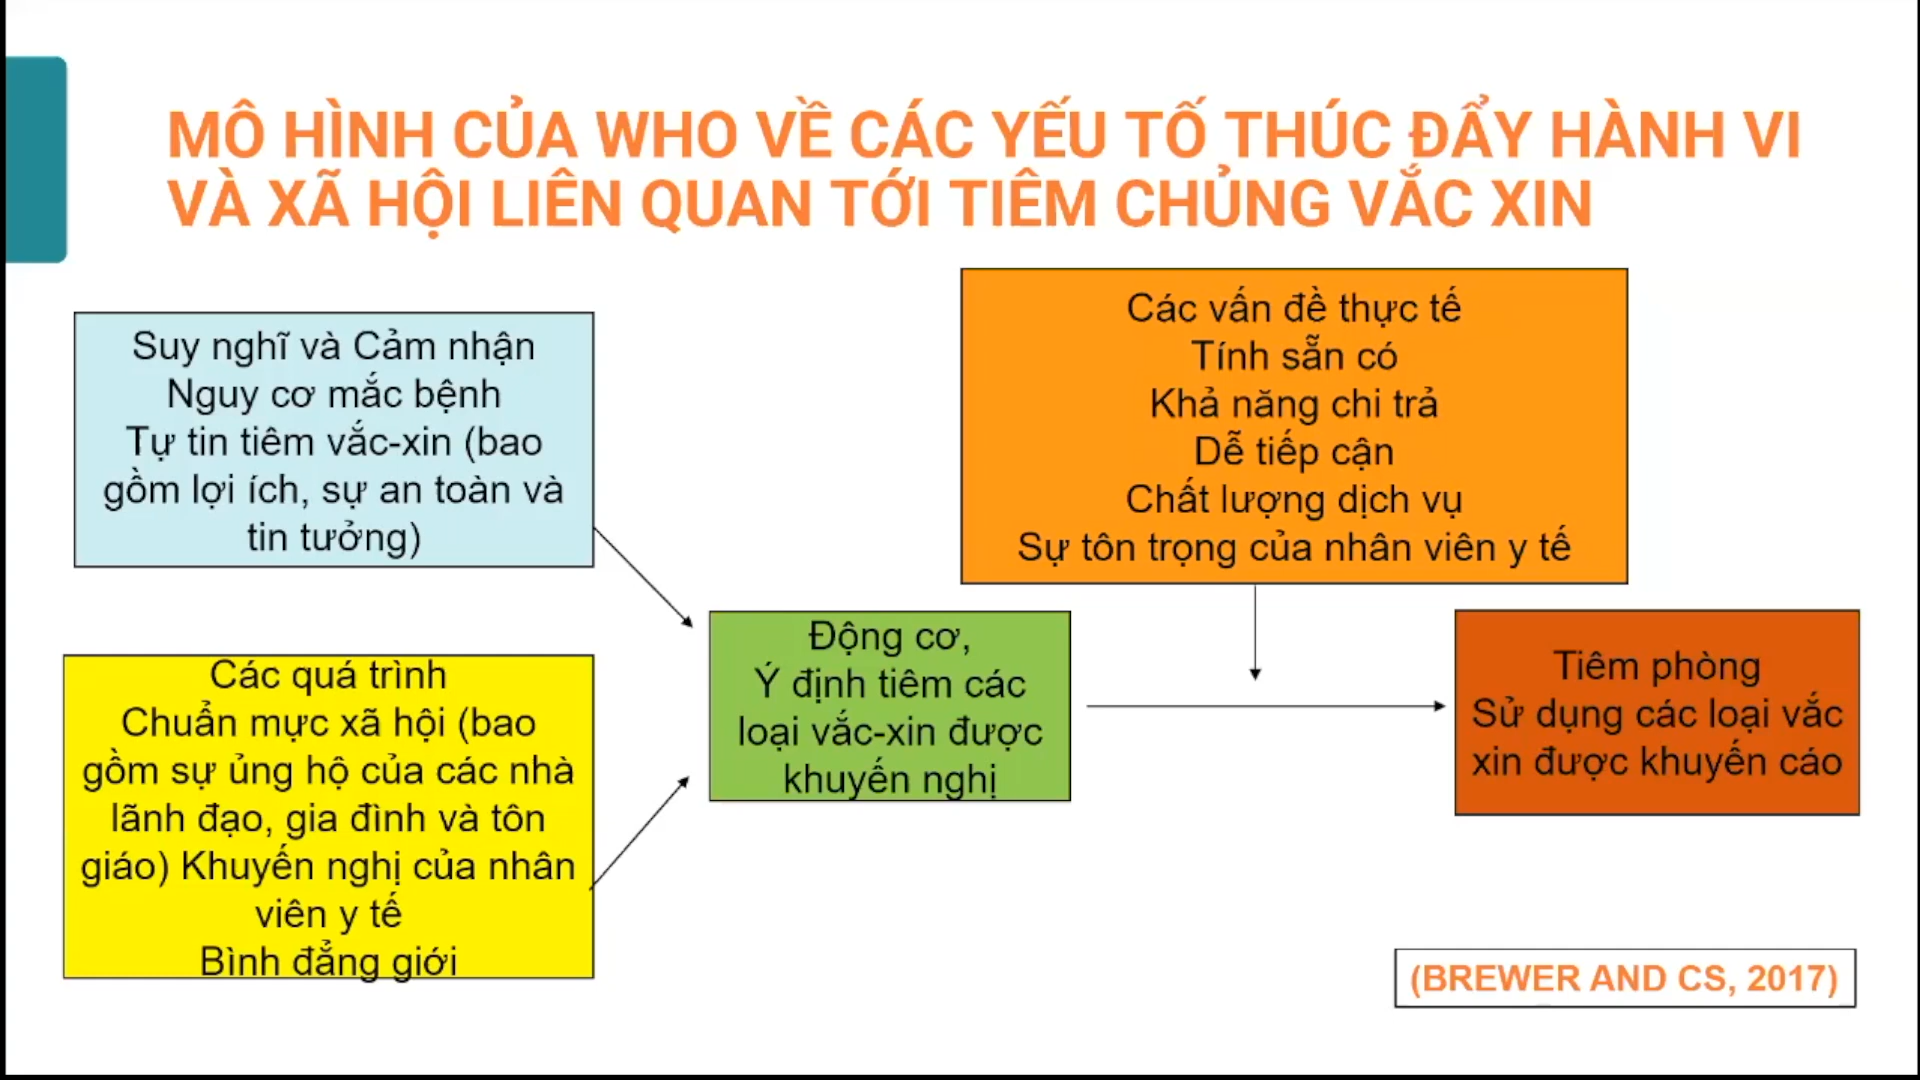 MÔ HÌNH CỦA WHO VỀ CÁC YẾU TỐ THÚC ĐẨY HÀNH VI
VÀ XÃ HỘI LIÊN QUAN TỚI TIÊM CHỦNG VẮC XIN
Suy nghĩ và Cảm nhận
Nguy cơ mắc bệnh
Tự tin tiêm vắc-xin (bao
gồm lợi ích, sự an toàn và
tin tưởng)
Các quá trình
Chuẩn mực xã hội (bao
gồm sự ủng hộ của các nhà
lãnh đạo, gia đình và tôn
giáo) Khuyến nghị của nhân
viên y tế
Bình đẳng giới
Động cơ,
Ý định tiêm các
loại vắc-xin được
khuyến nghị
Các vấn đề thực tế
Tính sẵn có
Khả năng chi trả
Dễ tiếp cận
Chất lượng dịch vụ
Sự tôn trọng của nhân viên y tế
Tiêm phòng
Sử dụng các loại vắc
xin được khuyến cáo
(BREWER AND CS, 2017)